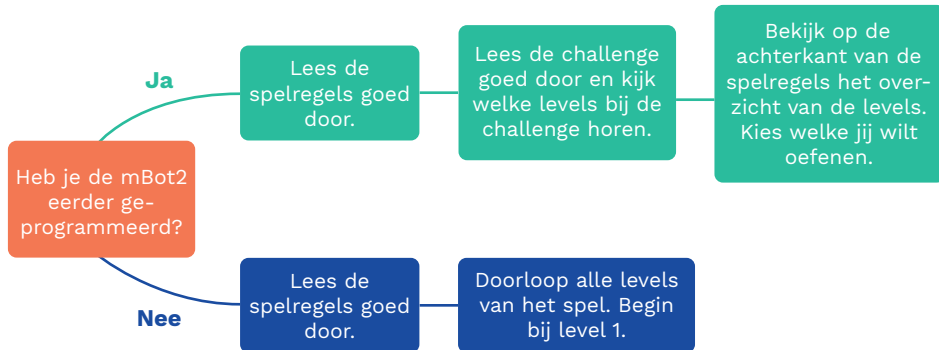 Heb je de mBot2
eerder ge-
programmeerd?
Ja
Lees de
spelregels goed
door.
Lees de challenge
goed door en kijk
welke levels bij de
challenge horen.
Bekijk op de
achterkant van de
spelregels het over-
zicht van de levels.
Kies welke jij wilt
oefenen.
Nee
Lees de
spelregels goed
door.
Doorloop alle levels
van het spel. Begin
bij level 1.